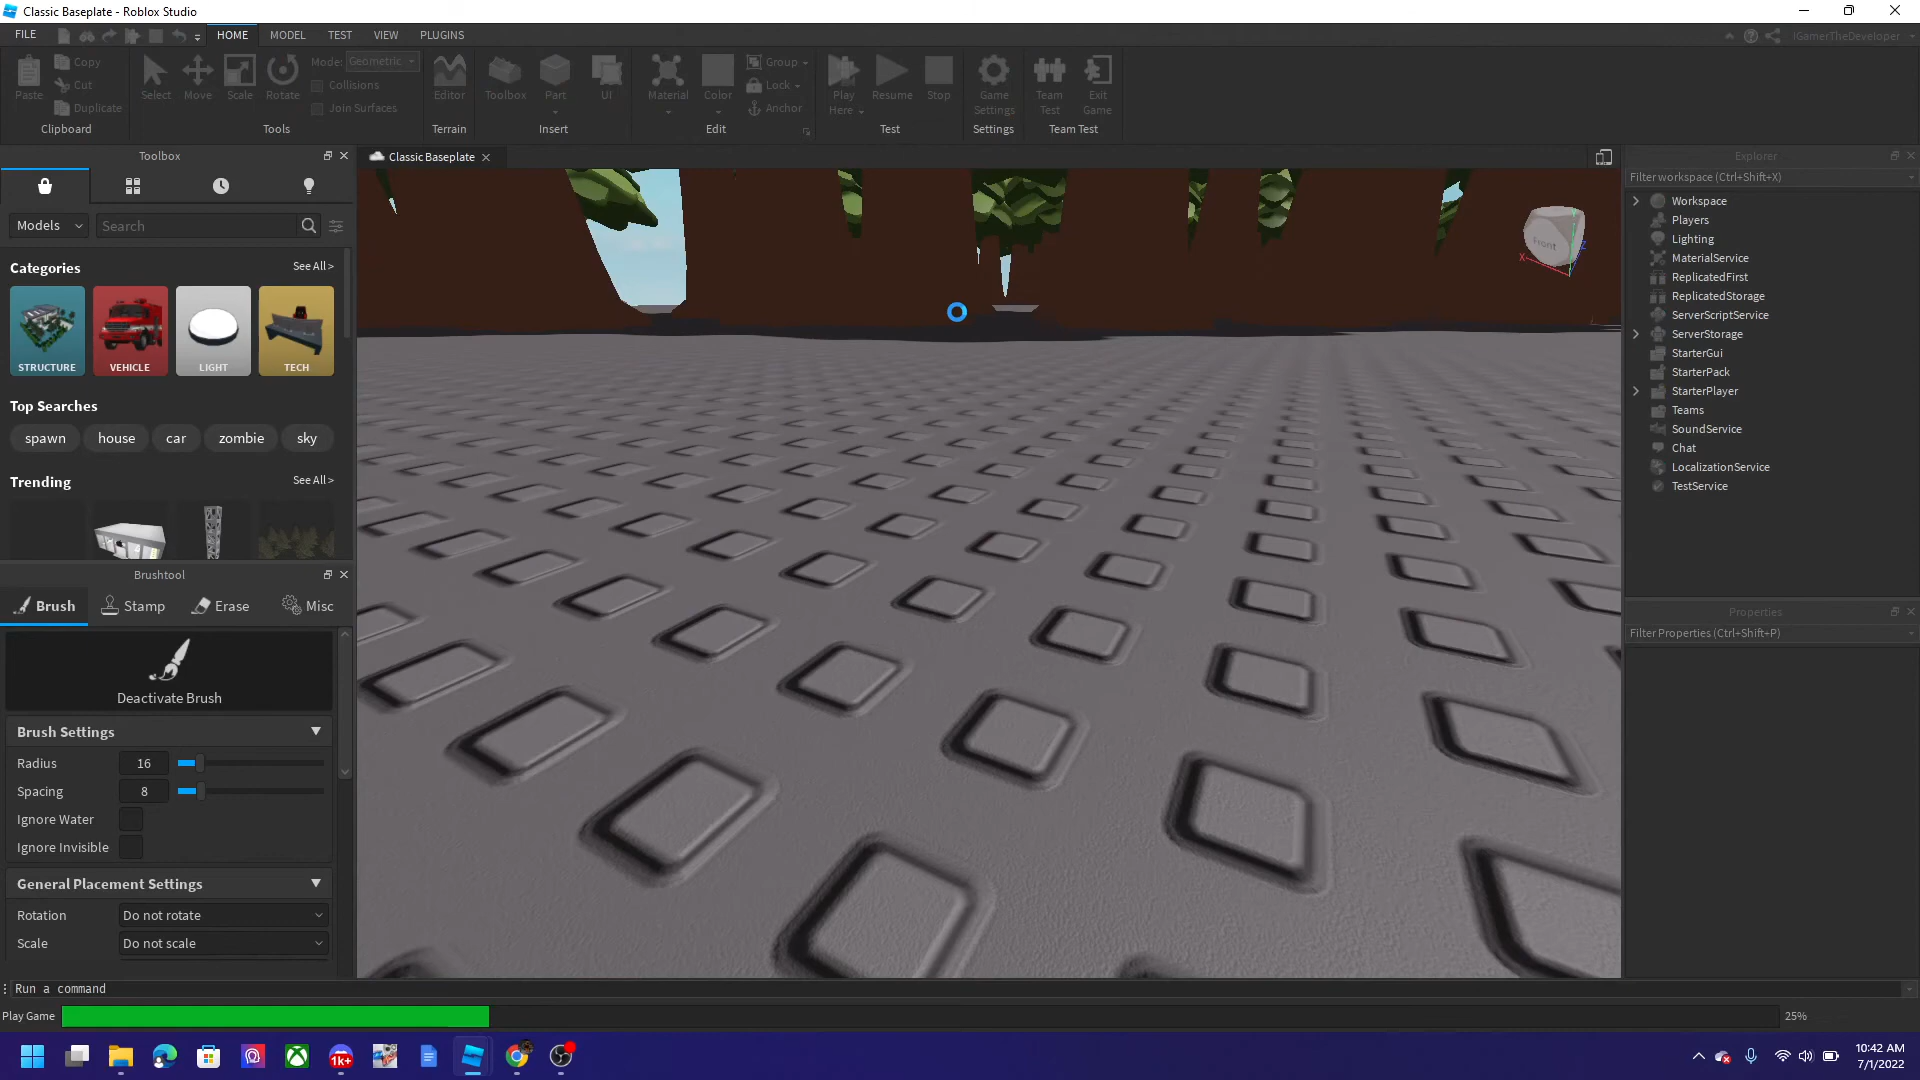 Classic Baseplate - Roblox Studio
FILE
HOME
MODEL
TEST
VIEW
PLUGINS
IGamerTheDeveloper
Paste
Copy
Cut
Duplicate
Clipboard
Select
Move
Scale
Rotate
Mode: Geometric
Collisions
Join Surfaces
Tools
Editor
Terrain
Toolbox
Part
UI
Insert
Material
Color
Group
Lock
Anchor
Edit
Play Here
Resume
Stop
Test
Game Settings
Settings
Team Test
Exit Game
Team Test
Toolbox
Models
Search
Categories
See All >
STRUCTURE
VEHICLE
LIGHT
TECH
Top Searches
spawn
house
car
zombie
sky
Trending
See All >
Brushtool
Brush
Stamp
Erase
Misc
Deactivate Brush
Brush Settings
Radius
16
Spacing
8
Ignore Water
Ignore Invisible
General Placement Settings
Rotation
Do not rotate
Scale
Do not scale
Classic Baseplate
Front
X
Z
Explorer
Filter workspace (Ctrl+Shift+X)
Workspace
Players
Lighting
MaterialService
ReplicatedFirst
ReplicatedStorage
ServerScriptService
ServerStorage
StarterGui
StarterPack
StarterPlayer
Teams
SoundService
Chat
LocalizationService
TestService
Properties
Filter Properties (Ctrl+Shift+P)
Run a command
Play Game
25%
1k+
10:42 AM
7/1/2022